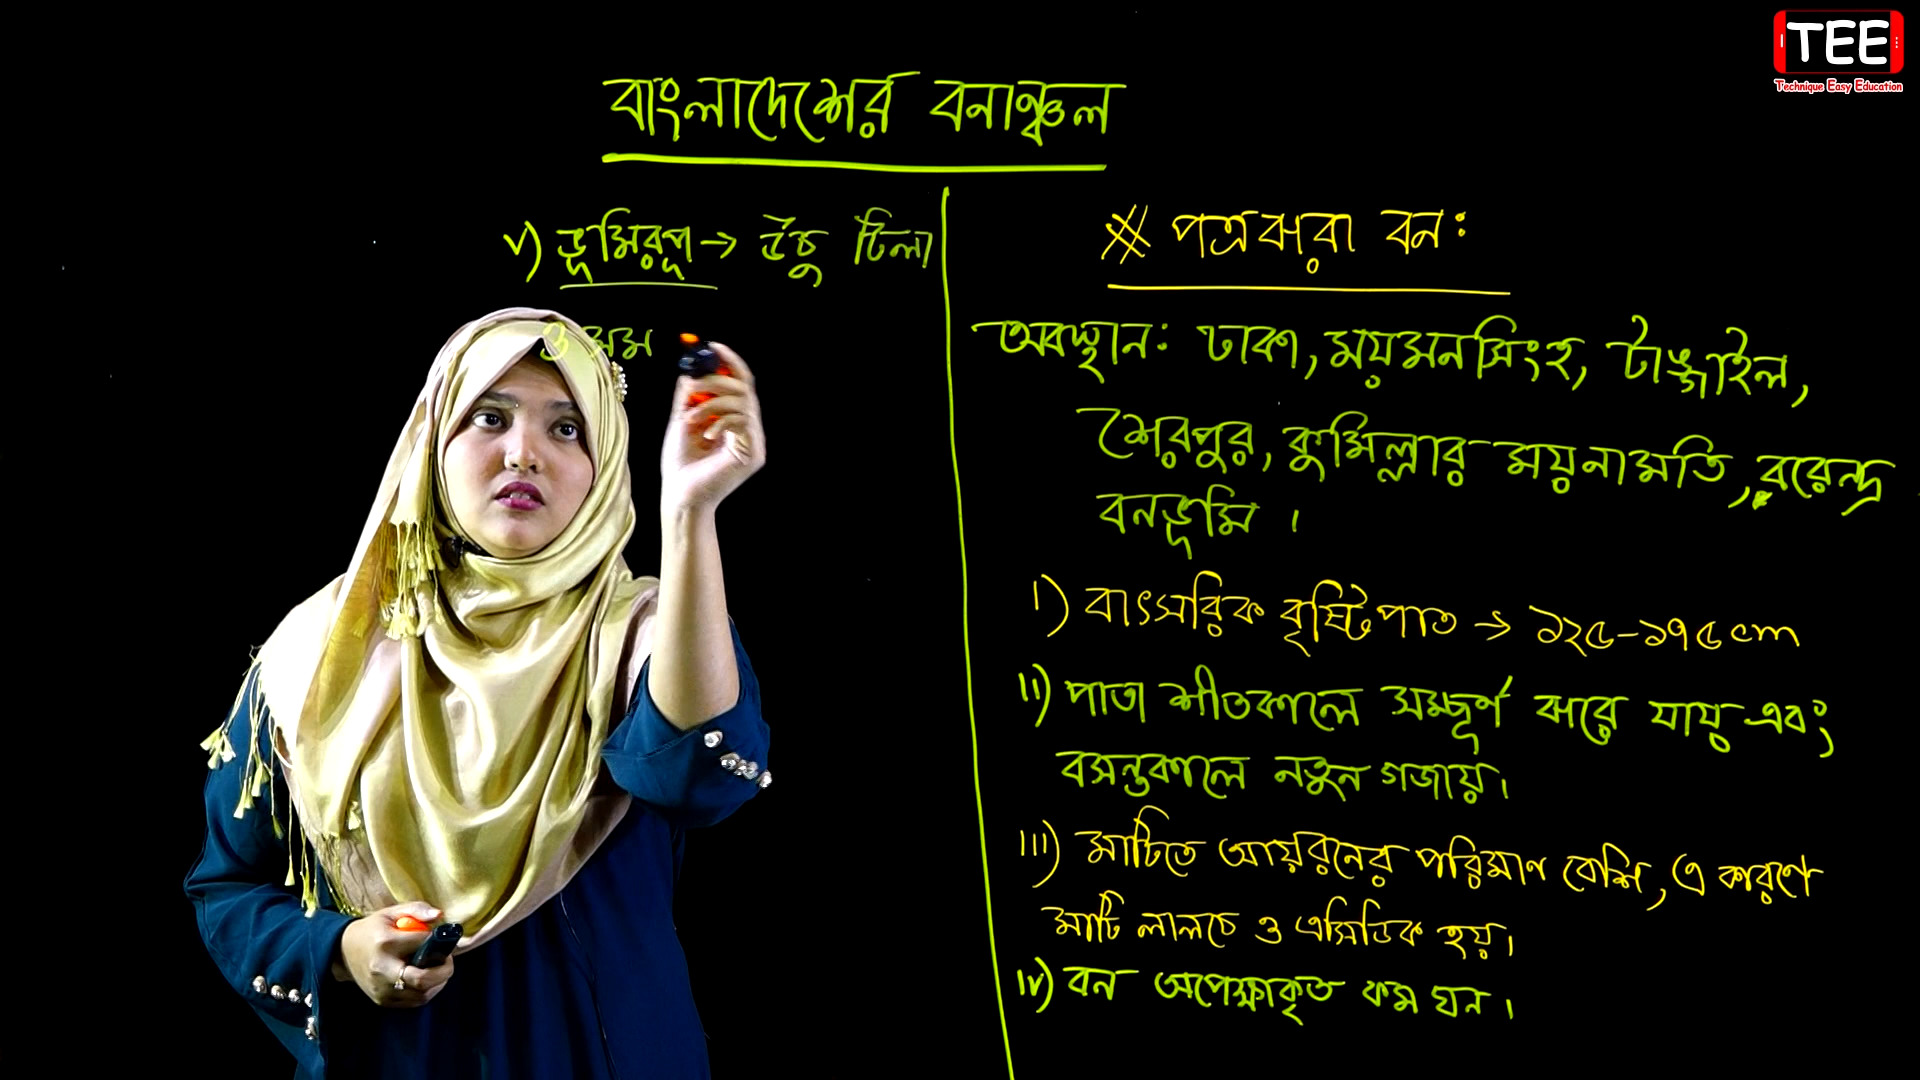 TEE
Technique Easy Education
বাংলাদেশের বনাঞ্চল
# পত্রঝরা বন:
অবস্থান: ঢাকা, ময়মনসিংহ, টাঙ্গাইল,
শেরপুর, কুমিল্লার ময়নামতি, বরেন্দ্র
বনভূমি ।
i) বাৎসরিক বৃষ্টিপাত → ১২৫-১৭৫ cm
ii) পাতা শীতকালে সম্পূর্ণ ঝরে যায় এবং
বসন্তকালে নতুন গজায়।
iii) মাটিতে আয়রনের পরিমাণ বেশি, এ কারণে
মাটি লালচে ও এসিডিক হয়।
iv) বন অপেক্ষাকৃত কম ঘন ।
v) ভূমিরূপ → উঁচু টিলা
ও সম